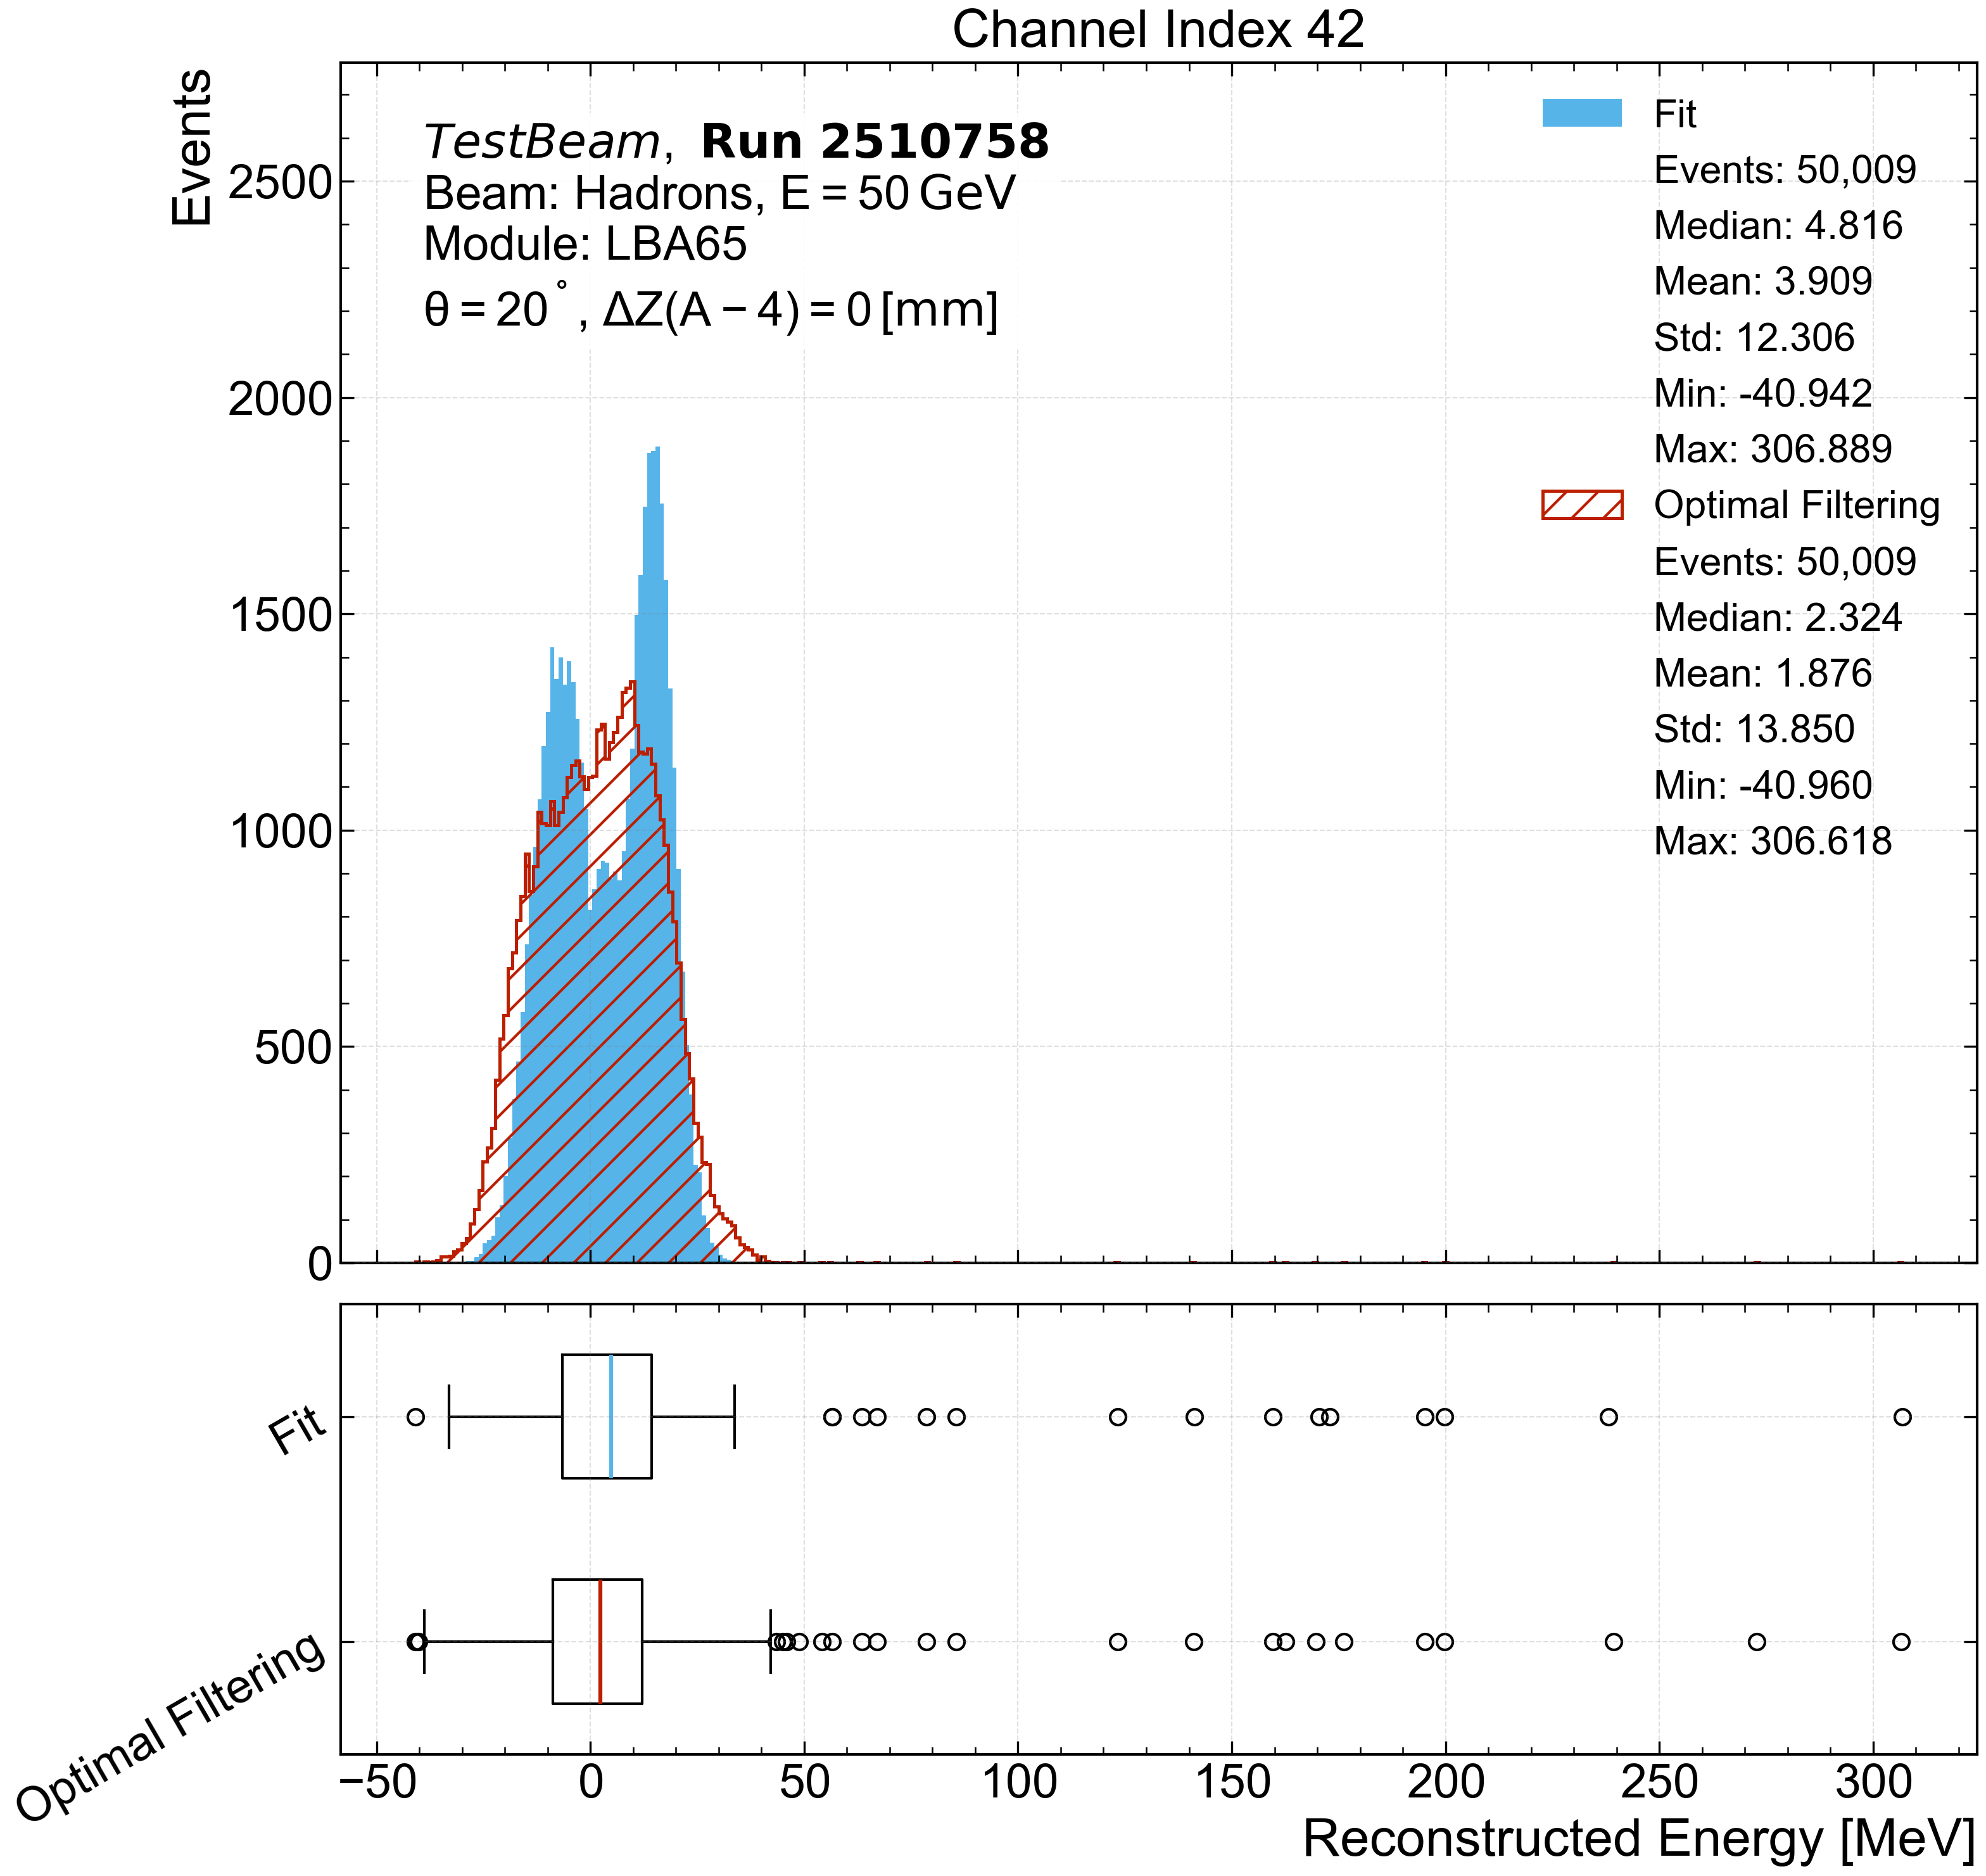 Channel Index 42
Events
TestBeam, Run 2510758
Beam: Hadrons, E = 50 GeV
Module: LBA65
θ = 20°, ΔZ(A − 4) = 0 [mm]
Fit
Events: 50,009
Median: 4.816
Mean: 3.909
Std: 12.306
Min: -40.942
Max: 306.889
Optimal Filtering
Events: 50,009
Median: 2.324
Mean: 1.876
Std: 13.850
Min: -40.960
Max: 306.618
2500
2000
1500
1000
500
0
Fit
Optimal Filtering
−50 0 50 100 150 200 250 300
Reconstructed Energy [MeV]